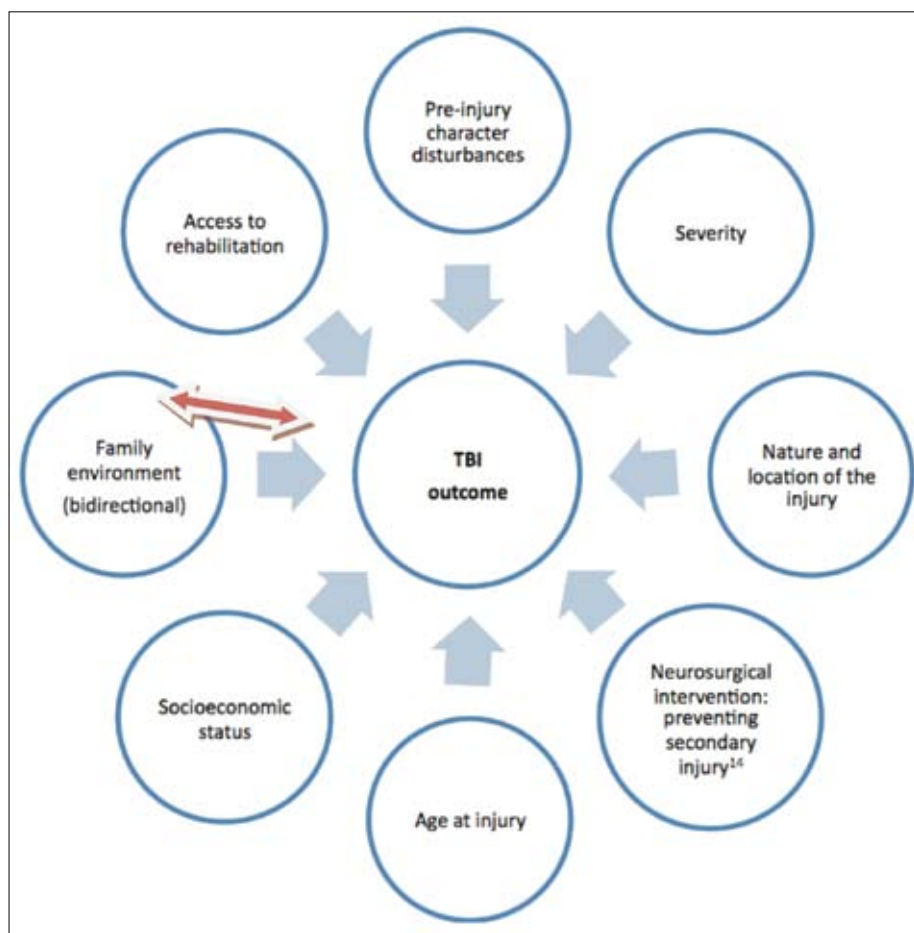 Pre-injury
character
disturbances
Severity
Nature and
location of the
injury
Neurosurgical
intervention:
preventing
secondary
injury¹⁴
Age at injury
Socioeconomic
status
Family
environment
(bidirectional)
Access to
rehabilitation
TBI
outcome